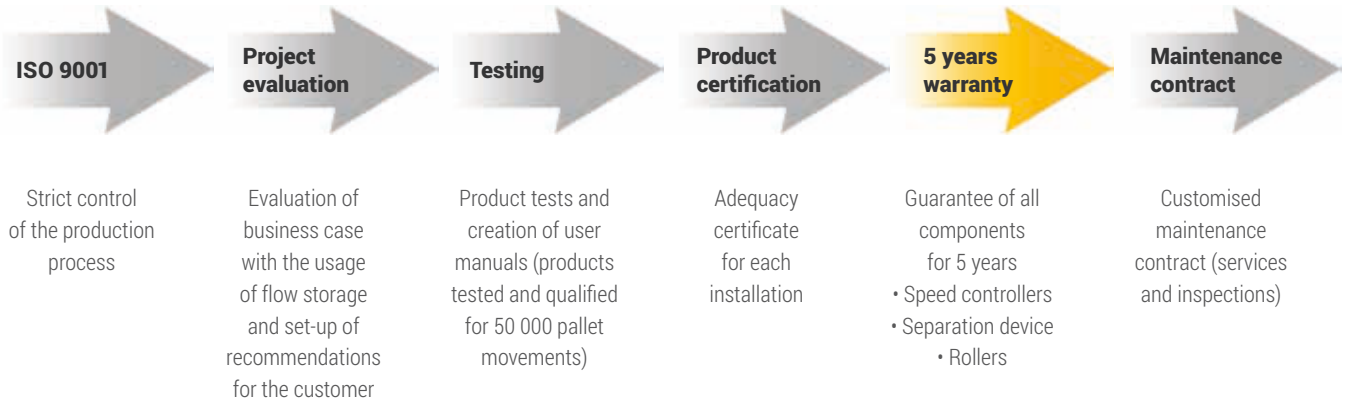 ISO 9001
Project
evaluation
Testing
Product
certification
5 years
warranty
Maintenance
contract
Strict control
of the production
process
Evaluation of
business case
with the usage
of flow storage
and set-up of
recommendations
for the customer
Product tests and
creation of user
manuals (products
tested and qualified
for 50 000 pallet
movements)
Adequacy
certificate
for each
installation
Guarantee of all
components
for 5 years
• Speed controllers
• Separation device
• Rollers
Customised
maintenance
contract (services
and inspections)